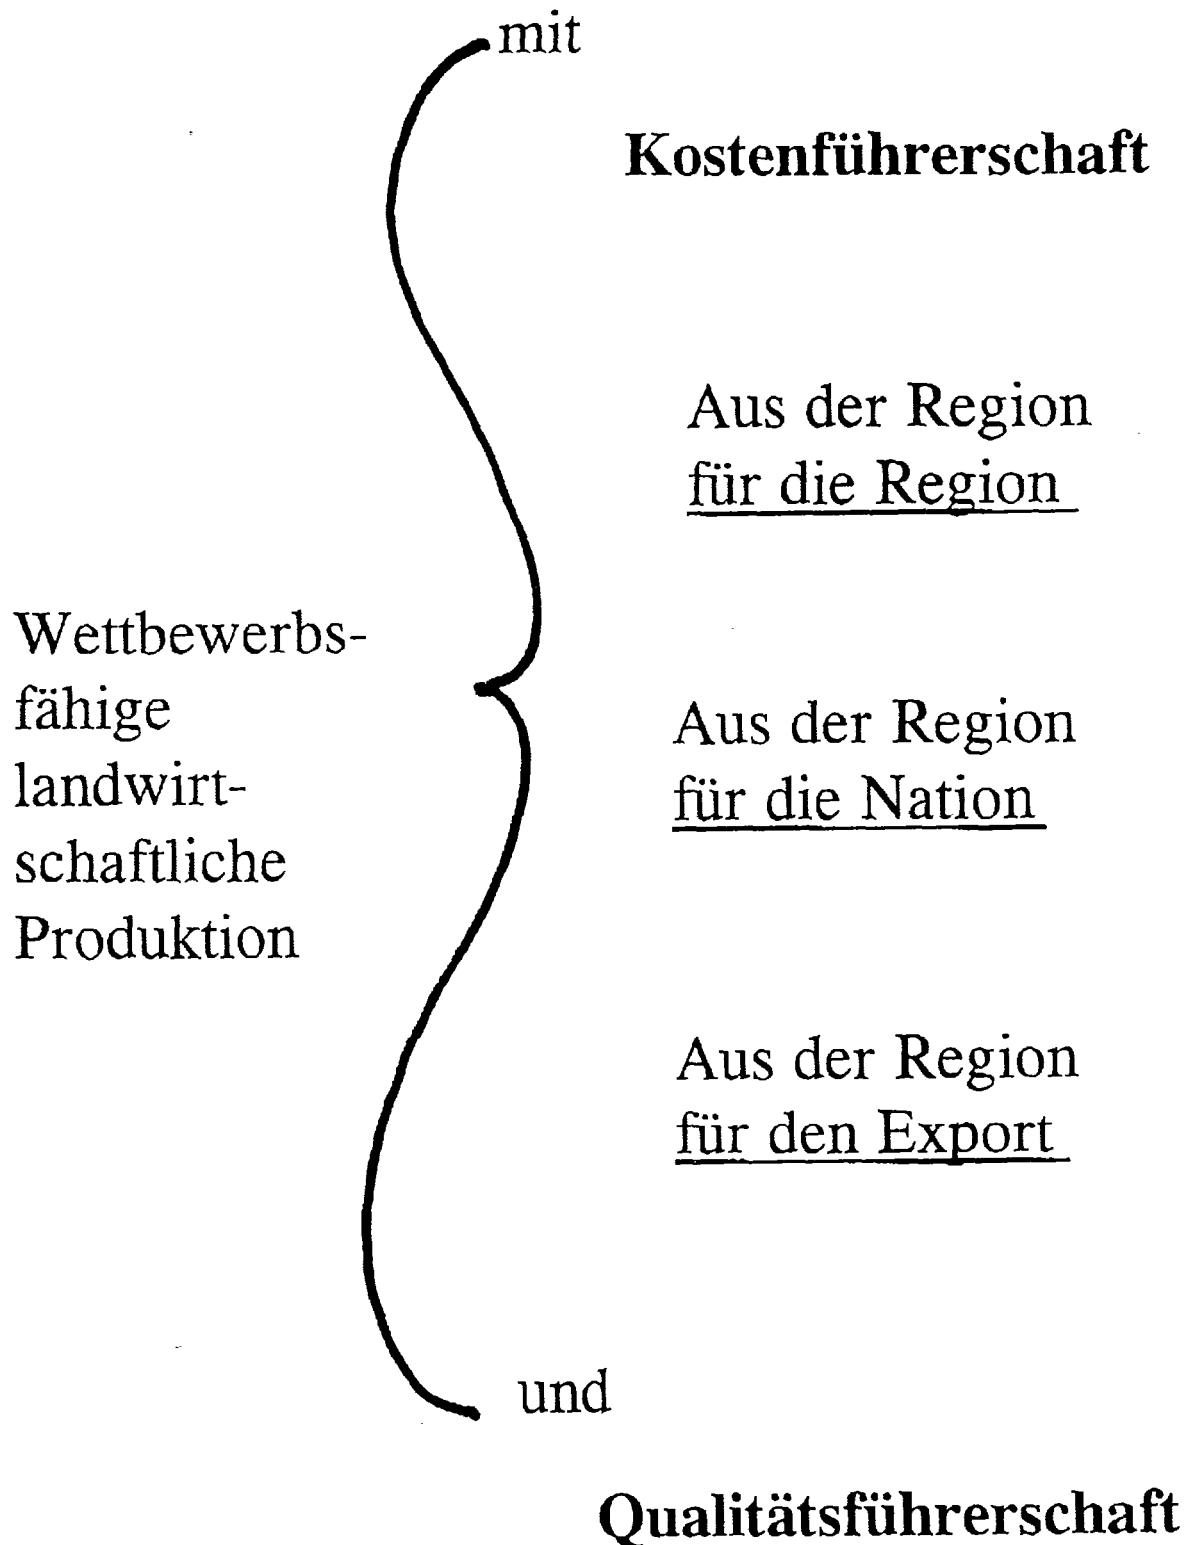 Wettbewerbs-
fähige
landwirt-
schaftliche
Produktion
mit
Kostenführerschaft
Aus der Region
für die Region
Aus der Region
für die Nation
Aus der Region
für den Export
und
Qualitätsführerschaft